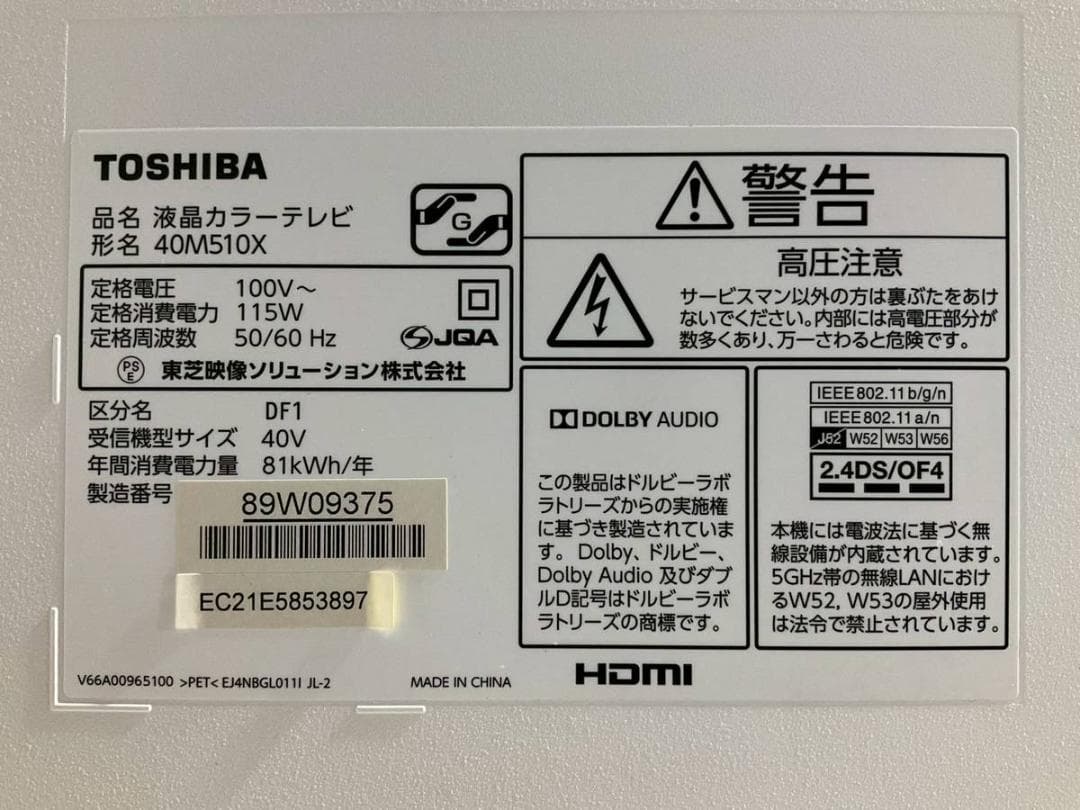 TOSHIBA
品名 液晶カラーテレビ
形名 40M510X
G
定格電圧 100V～
定格消費電力 115W
定格周波数 50/60 Hz
JQA
PS
E
東芝映像ソリューション株式会社
区分名 DF1
受信機型サイズ 40V
年間消費電力量 81kWh/年
製造番号
89W09375
EC21E5853897
V66A00965100 >PET< EJ4NBGL011I JL-2
MADE IN CHINA
警告
高圧注意
サービスマン以外の方は裏ぶたをあけ
ないでください。内部には高電圧部分が
数多くあり、万一さわると危険です。
DOLBY AUDIO
この製品はドルビーラボ
ラトリーズからの実施権
に基づき製造されていま
す。Dolby、ドルビー、
Dolby Audio 及びダブ
ルD記号はドルビーラボ
ラトリーズの商標です。
IEEE802.11b/g/n
IEEE802.11a/n
J52 W52 W53 W56
2.4DS/OF4
本機には電波法に基づく無
線設備が内蔵されています。
5GHz帯の無線LANにおけ
るW52, W53の屋外使用
は法令で禁止されています。
HDMI